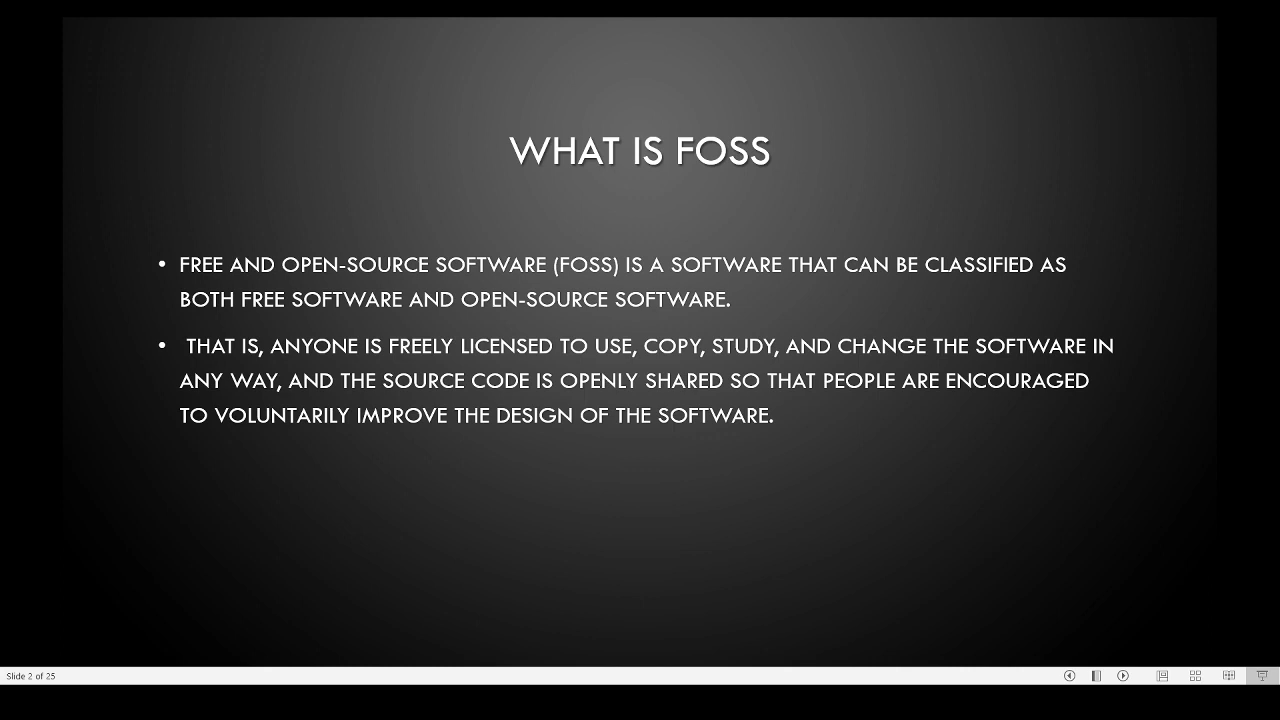 WHAT IS FOSS
• FREE AND OPEN-SOURCE SOFTWARE (FOSS) IS A SOFTWARE THAT CAN BE CLASSIFIED AS
BOTH FREE SOFTWARE AND OPEN-SOURCE SOFTWARE.
• THAT IS, ANYONE IS FREELY LICENSED TO USE, COPY, STUDY, AND CHANGE THE SOFTWARE IN
ANY WAY, AND THE SOURCE CODE IS OPENLY SHARED SO THAT PEOPLE ARE ENCOURAGED
TO VOLUNTARILY IMPROVE THE DESIGN OF THE SOFTWARE.
Slide 2 of 25